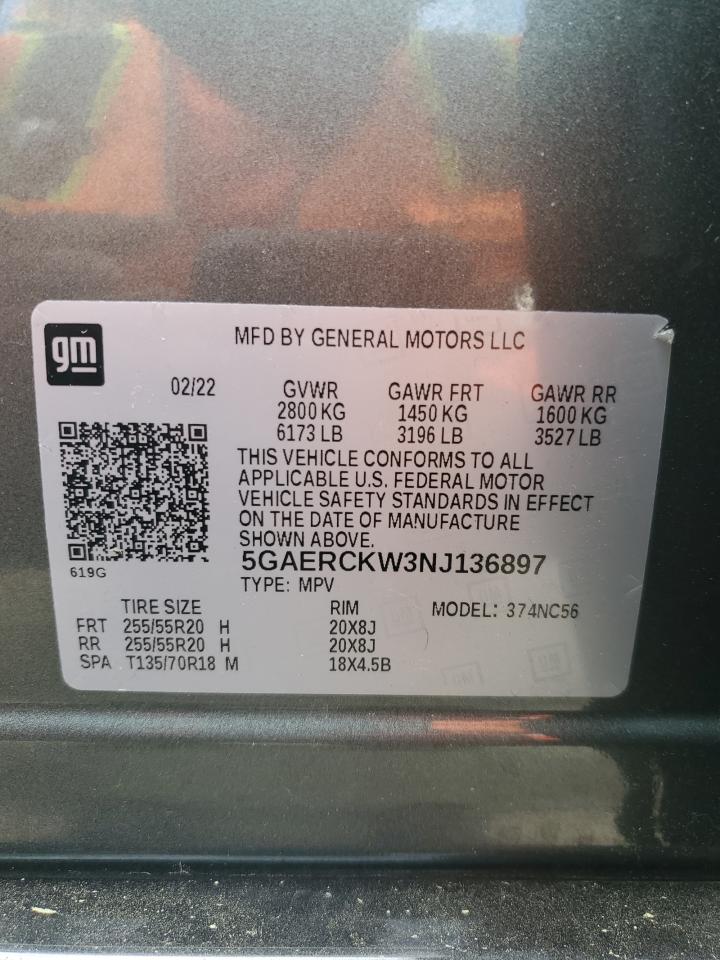 gm
MFD BY GENERAL MOTORS LLC
02/22 GVWR GAWR FRT GAWR RR
2800 KG 1450 KG 1600 KG
6173 LB 3196 LB 3527 LB
THIS VEHICLE CONFORMS TO ALL
APPLICABLE U.S. FEDERAL MOTOR
VEHICLE SAFETY STANDARDS IN EFFECT
ON THE DATE OF MANUFACTURE
SHOWN ABOVE.
619G
5GAERCKW3NJ136897
TYPE: MPV
TIRE SIZE RIM MODEL: 374NC56
FRT 255/55R20 H 20X8J
RR 255/55R20 H 20X8J
SPA T135/70R18 M 18X4.5B